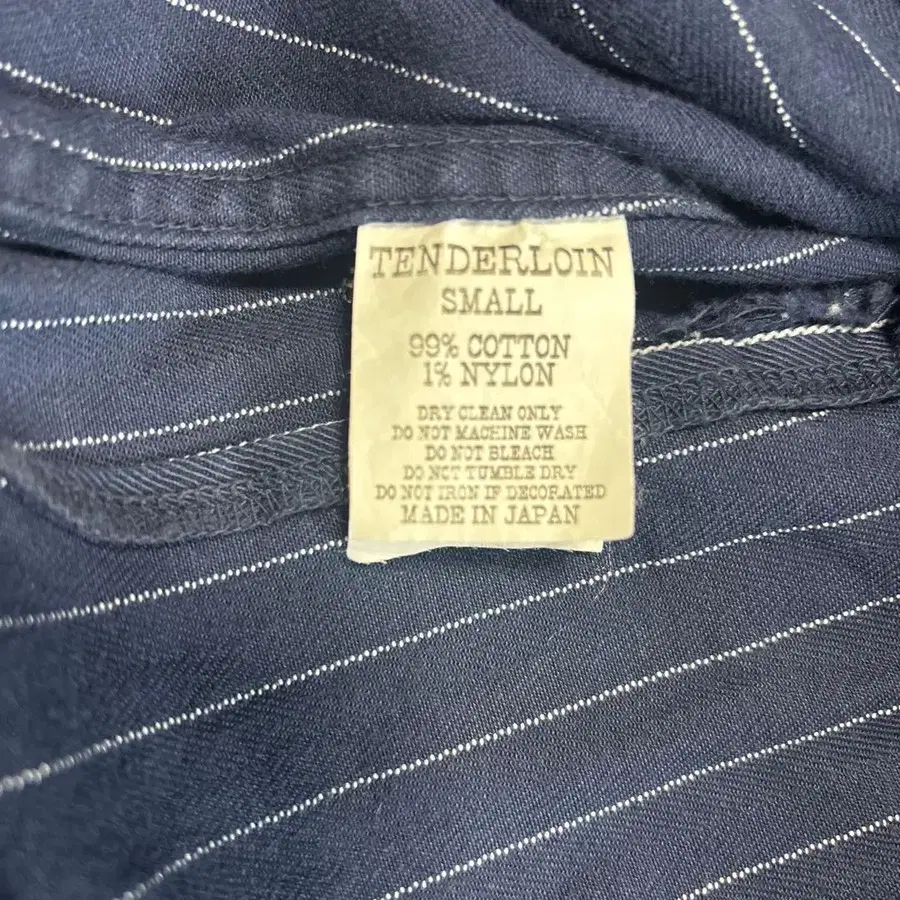 TENDERLOIN
SMALL
99% COTTON
1% NYLON
DRY CLEAN ONLY
DO NOT MACHINE WASH
DO NOT BLEACH
DO NOT TUMBLE DRY
DO NOT IRON IF DECORATED
MADE IN JAPAN